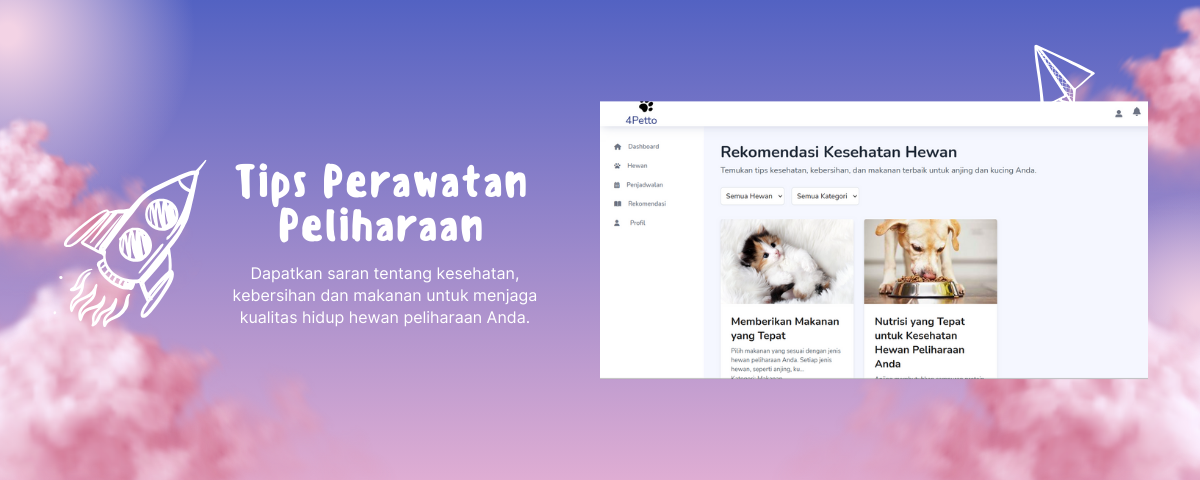 Tips Perawatan
Peliharaan
Dapatkan saran tentang kesehatan,
kebersihan dan makanan untuk menjaga
kualitas hidup hewan peliharaan Anda.
4Petto
Dashboard
Hewan
Penjadwalan
Rekomendasi
Profil
Rekomendasi Kesehatan Hewan
Temukan tips kesehatan, kebersihan, dan makanan terbaik untuk anjing dan kucing Anda.
Semua Hewan
Semua Kategori
Memberikan Makanan
yang Tepat
Pilih makanan yang sesuai dengan jenis
hewan peliharaan Anda. Setiap jenis
hewan, seperti anjing, ku...
Kategori: Makanan
Nutrisi yang Tepat
untuk Kesehatan
Hewan Peliharaan
Anda